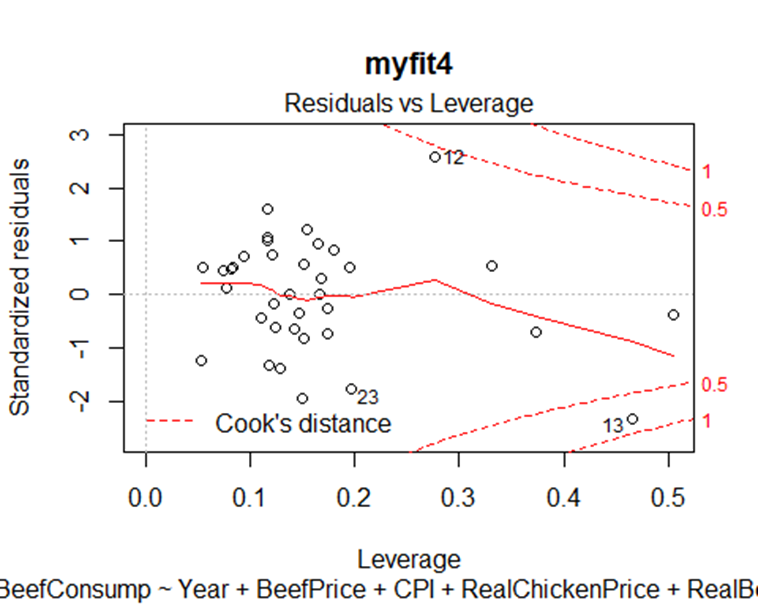 myfit4
Residuals vs Leverage
Standardized residuals
3
2
1
0
-1
-2
12
1
0.5
23
13
0.5
1
Cook's distance
0.0 0.1 0.2 0.3 0.4 0.5
Leverage
BeefConsump ~ Year + BeefPrice + CPI + RealChickenPrice +